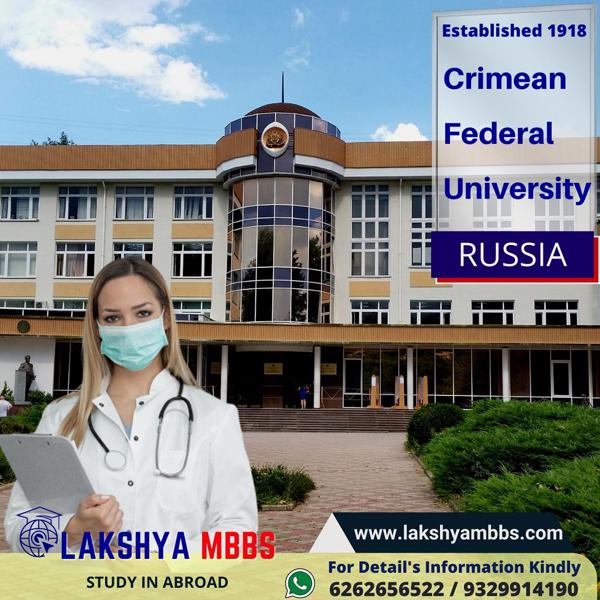 Established 1918
Crimean
Federal
University
RUSSIA
LAKSHYA MBBS
STUDY IN ABROAD
www.lakshyambbs.com
For Detail's Information Kindly
6262656522 / 9329914190